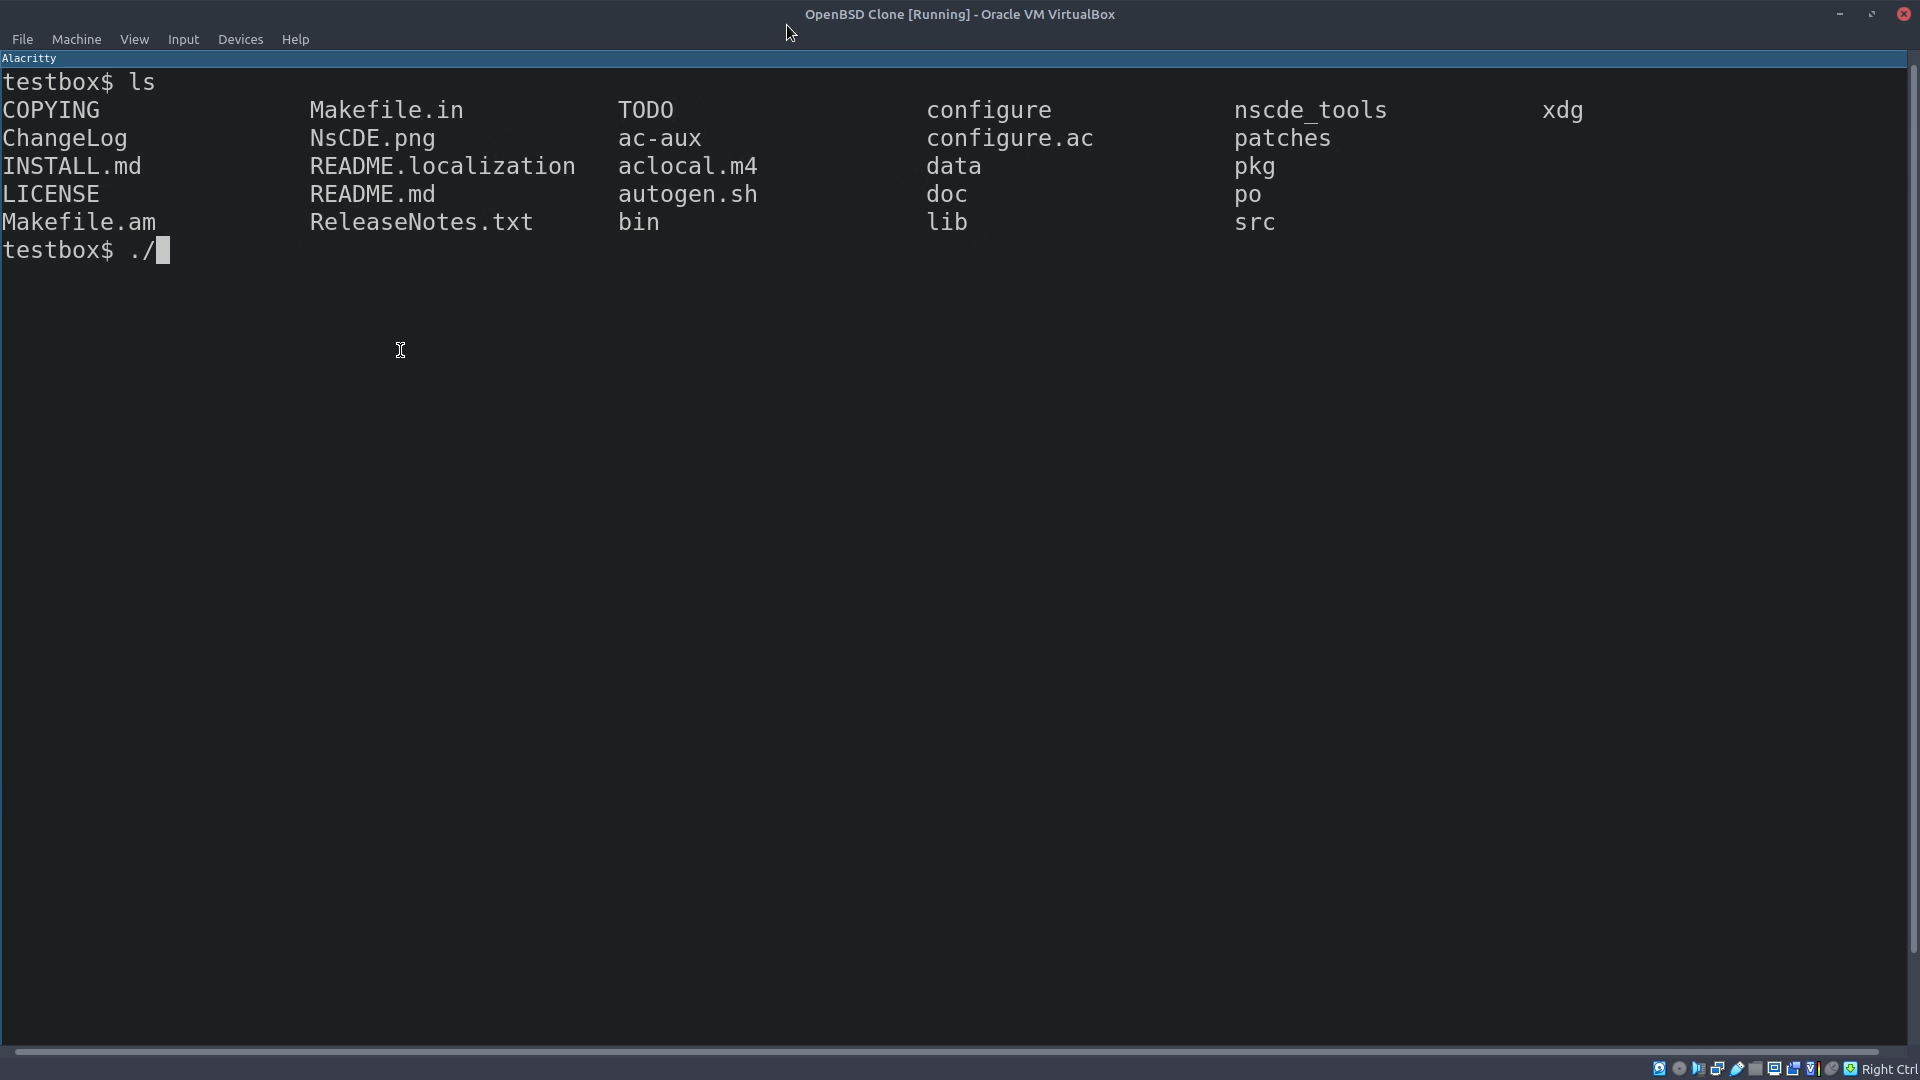 OpenBSD Clone [Running] - Oracle VM VirtualBox
File Machine View Input Devices Help
Alacritty
testbox$ ls
COPYING Makefile.in TODO configure nscde_tools xdg
ChangeLog NsCDE.png ac-aux configure.ac patches
INSTALL.md README.localization aclocal.m4 data pkg
LICENSE README.md autogen.sh doc po
Makefile.am ReleaseNotes.txt bin lib src
testbox$ ./
Right Ctrl